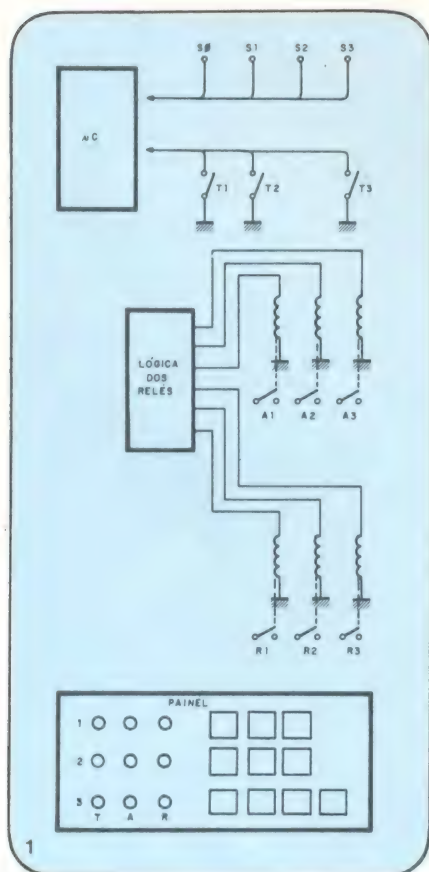 SØ S1 S2 S3
µC
T1 T2 T3
LÓGICA
DOS
RELÉS
A1 A2 A3
R1 R2 R3
PAINEL
1
2
3
T A R
1